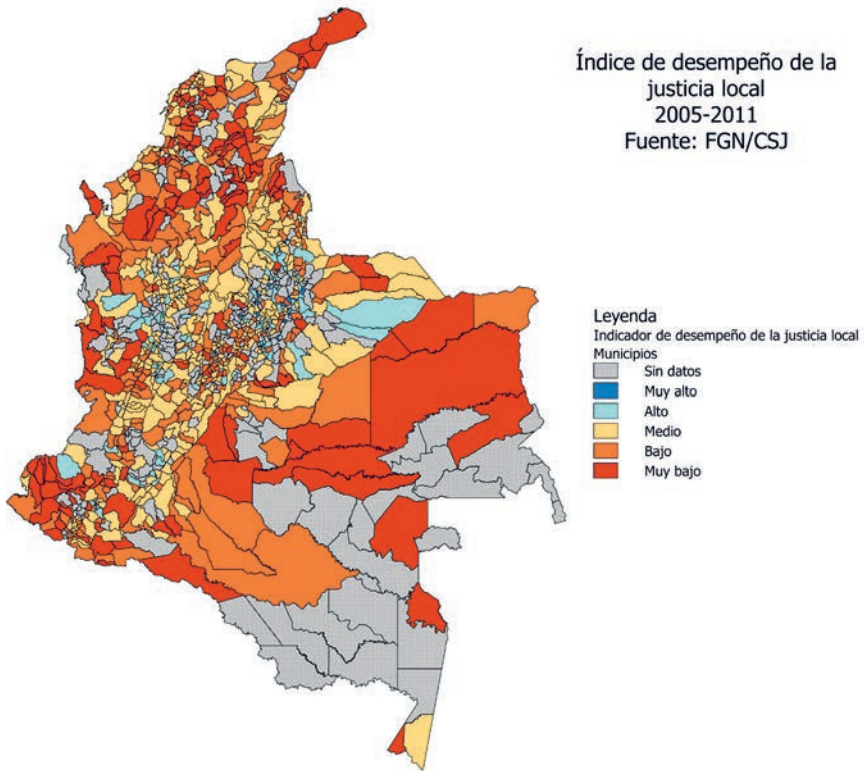 Índice de desempeño de la
justicia local
2005-2011
Fuente: FGN/CSJ
Leyenda
Indicador de desempeño de la justicia local
Municipios
Sin datos
Muy alto
Alto
Medio
Bajo
Muy bajo